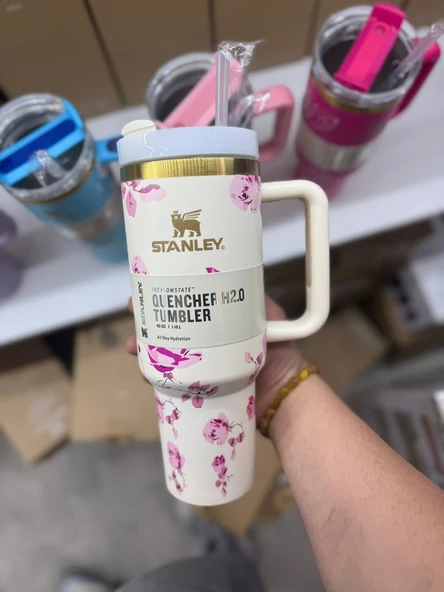 STANLEY®
STANLEY
THE FLOWSTATE™
QUENCHER H2.0
TUMBLER
40 OZ | 1.18 L
All Day Hydration